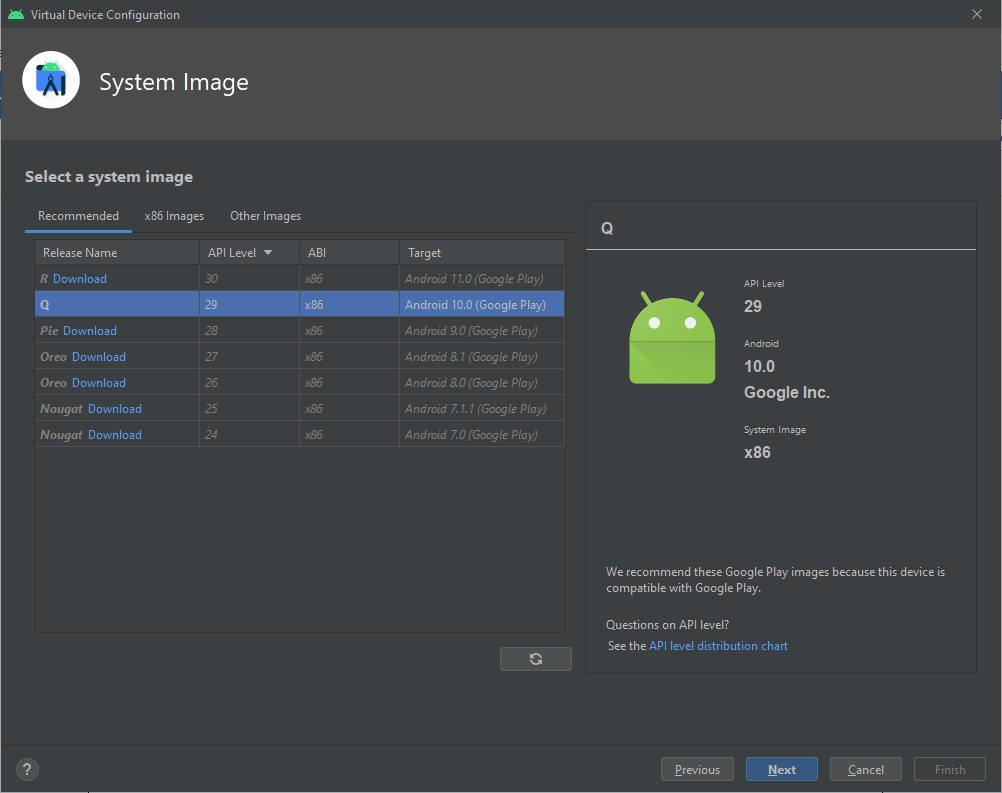 Virtual Device Configuration
System Image
Select a system image
Recommended x86 Images Other Images
Release Name API Level ABI Target
R Download 30 x86 Android 11.0 (Google Play)
Q 29 x86 Android 10.0 (Google Play)
Pie Download 28 x86 Android 9.0 (Google Play)
Oreo Download 27 x86 Android 8.1 (Google Play)
Oreo Download 26 x86 Android 8.0 (Google Play)
Nougat Download 25 x86 Android 7.1.1 (Google Play)
Nougat Download 24 x86 Android 7.0 (Google Play)
Q
API Level
29
Android
10.0
Google Inc.
System Image
x86
We recommend these Google Play images because this device is
compatible with Google Play.
Questions on API level?
See the API level distribution chart
? Previous Next Cancel Finish